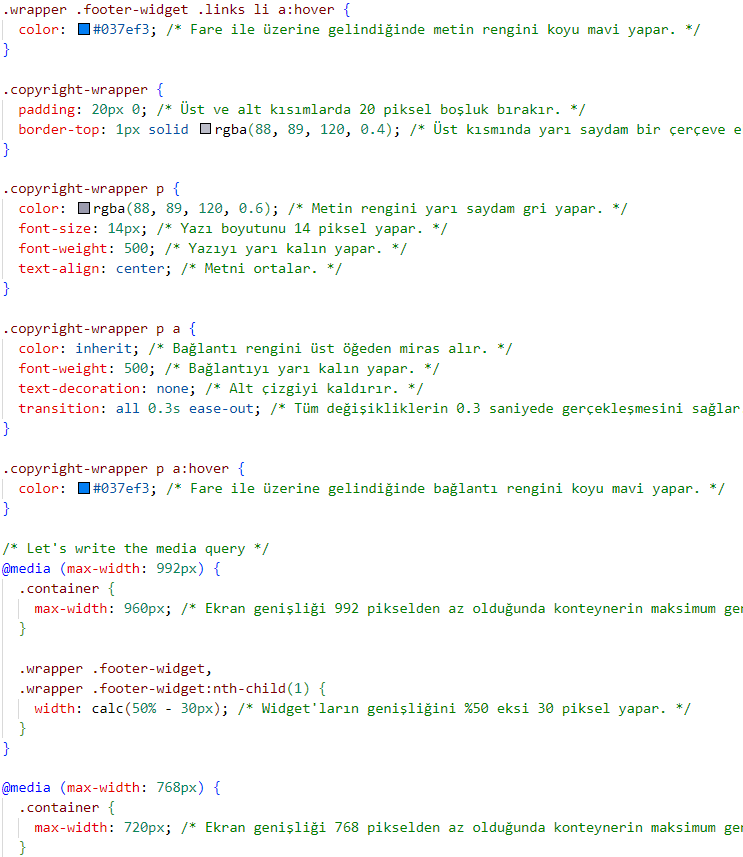 .wrapper .footer-widget .links li a:hover {
  color: #037ef3; /* Fare ile üzerine gelindiğinde metin rengini koyu mavi yapar. */
}

.copyright-wrapper {
  padding: 20px 0; /* Üst ve alt kısımlarda 20 piksel boşluk bırakır. */
  border-top: 1px solid rgba(88, 89, 120, 0.4); /* Üst kısmında yarı saydam bir çerçeve e
}

.copyright-wrapper p {
  color: rgba(88, 89, 120, 0.6); /* Metin rengini yarı saydam gri yapar. */
  font-size: 14px; /* Yazı boyutunu 14 piksel yapar. */
  font-weight: 500; /* Yazıyı yarı kalın yapar. */
  text-align: center; /* Metni ortalar. */
}

.copyright-wrapper p a {
  color: inherit; /* Bağlantı rengini üst öğeden miras alır. */
  font-weight: 500; /* Bağlantıyı yarı kalın yapar. */
  text-decoration: none; /* Alt çizgiyi kaldırır. */
  transition: all 0.3s ease-out; /* Tüm değişikliklerin 0.3 saniyede gerçekleşmesini sağlar
}

.copyright-wrapper p a:hover {
  color: #037ef3; /* Fare ile üzerine gelindiğinde bağlantı rengini koyu mavi yapar. */
}

/* Let's write the media query */
@media (max-width: 992px) {
  .container {
    max-width: 960px; /* Ekran genişliği 992 pikselden az olduğunda konteynerin maksimum ge
  }

  .wrapper .footer-widget,
  .wrapper .footer-widget:nth-child(1) {
    width: calc(50% - 30px); /* Widget'ların genişliğini %50 eksi 30 piksel yapar. */
  }
}

@media (max-width: 768px) {
  .container {
    max-width: 720px; /* Ekran genişliği 768 pikselden az olduğunda konteynerin maksimum ge
  }